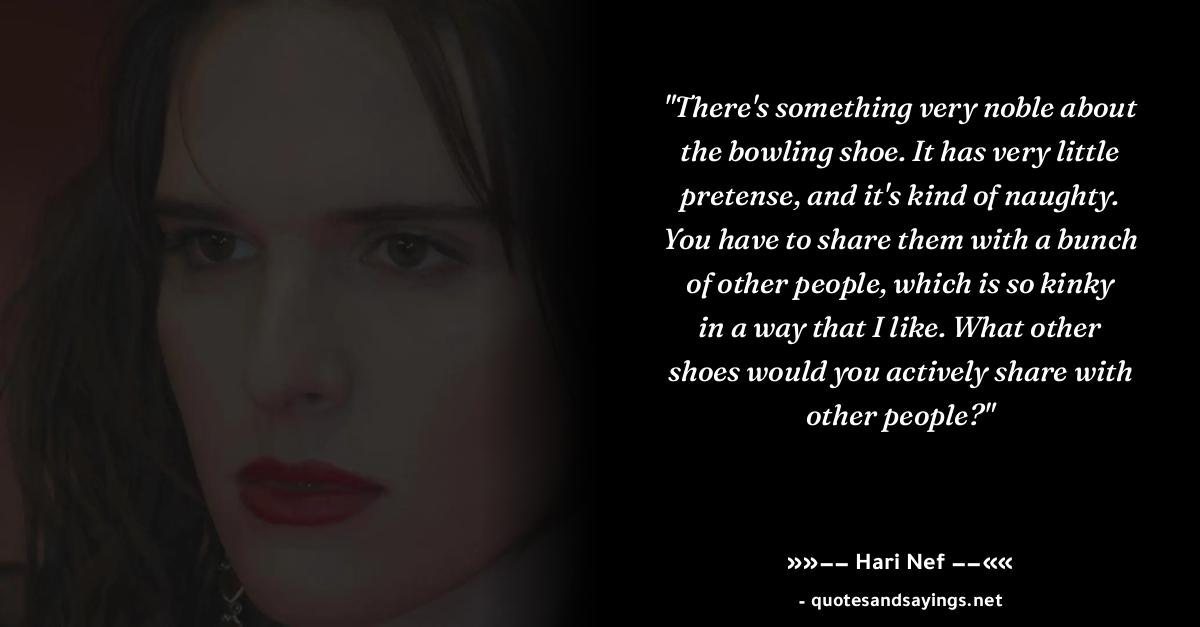 "There's something very noble about
the bowling shoe. It has very little
pretense, and it's kind of naughty.
You have to share them with a bunch
of other people, which is so kinky
in a way that I like. What other
shoes would you actively share with
other people?"
»»−− Hari Nef −−««
- quotesandsayings.net